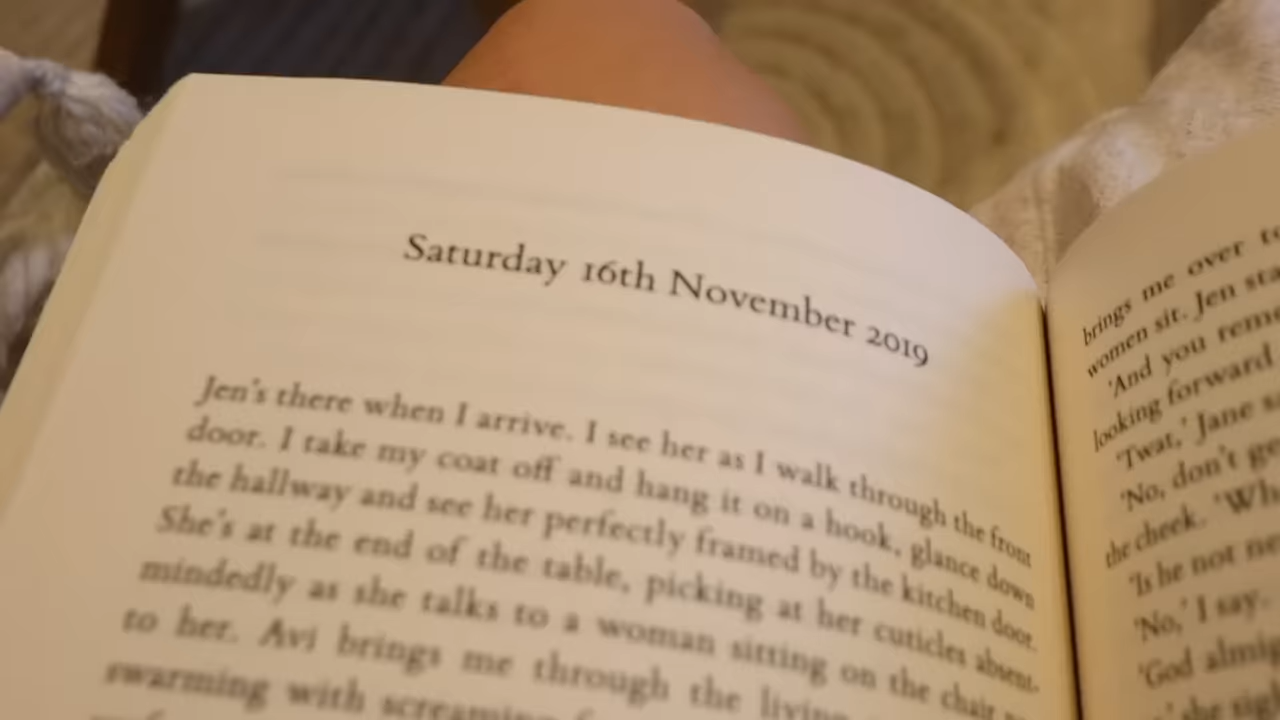 Saturday 16th November 2019
Jen's there when I arrive. I see her as I walk through the front
door. I take my coat off and hang it on a hook, glance down
the hallway and see her perfectly framed by the kitchen door.
She's at the end of the table, picking at her cuticles absent-
mindedly as she talks to a woman sitting on the chair
to her. Avi brings me through the living
swarming with screaming
brings me over
women sit. Jen
'And you
looking forward
'Twat,' Jane
'No, don't
the cheek.
'Is he not
'No,' I say.
'God
she